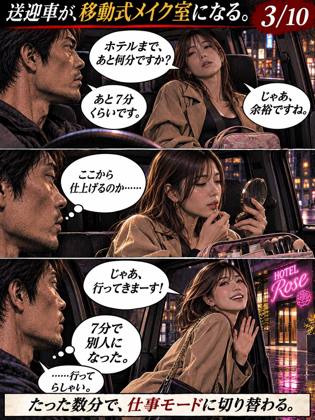 送迎車が、移動式メイク室になる。
3/10
ホテルまで、
あと何分ですか?
あと7分
くらいです。
じゃあ、
余裕ですね。
ここから
仕上げるのか……
じゃあ、
行ってきまーす!
HOTEL
Rose
7分で
別人に
なった。
……行って
らしゃい。
たった数分で、仕事モードに切り替わる。